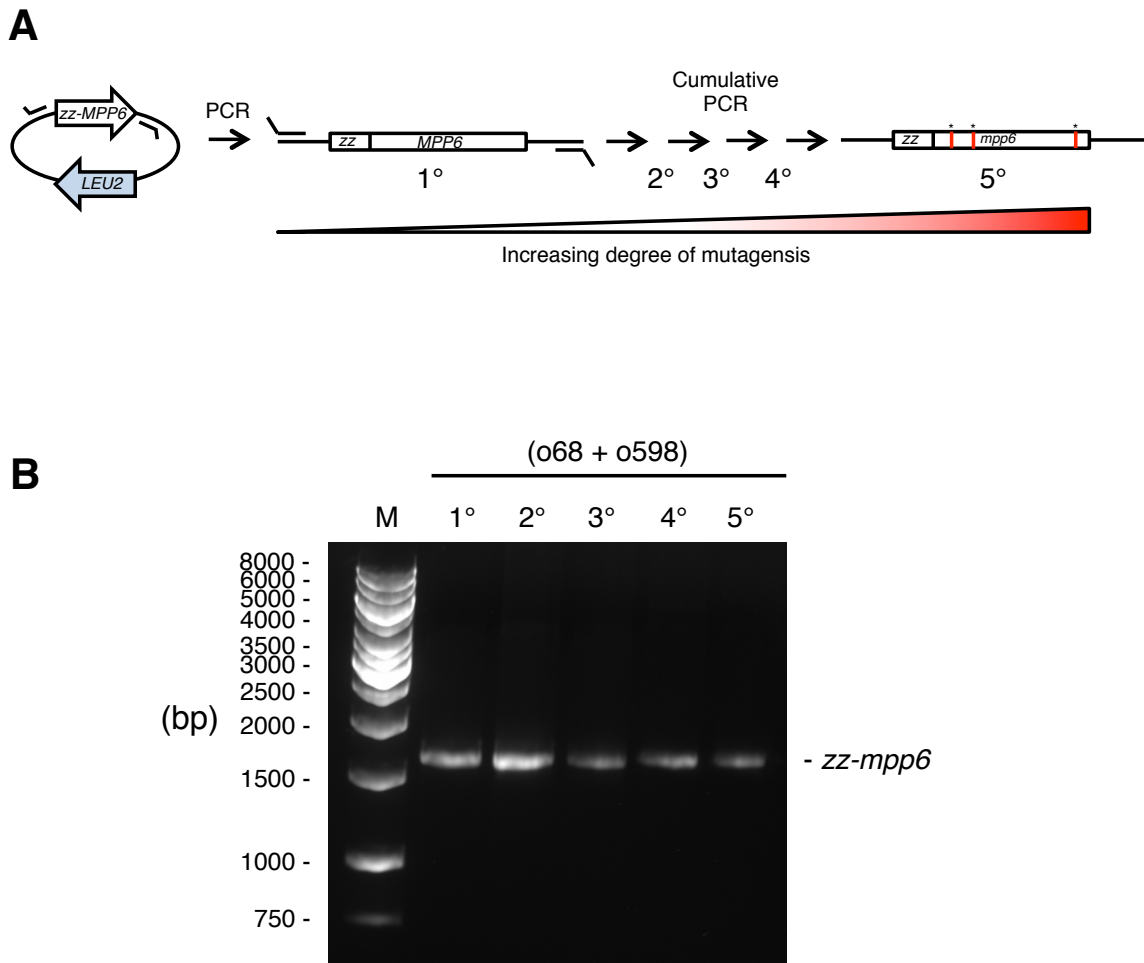 A
Cumulative
PCR
PCR
zz-MPP6
LEU2
zz MPP6
zz mpp6
* * *
1° 2° 3° 4° 5°
Increasing degree of mutagensis
B
(o68 + o598)
M 1° 2° 3° 4° 5°
8000 -
6000 -
5000 -
4000 -
3500 -
3000 -
2500 -
(bp)
2000 -
- zz-mpp6
1500 -
1000 -
750 -